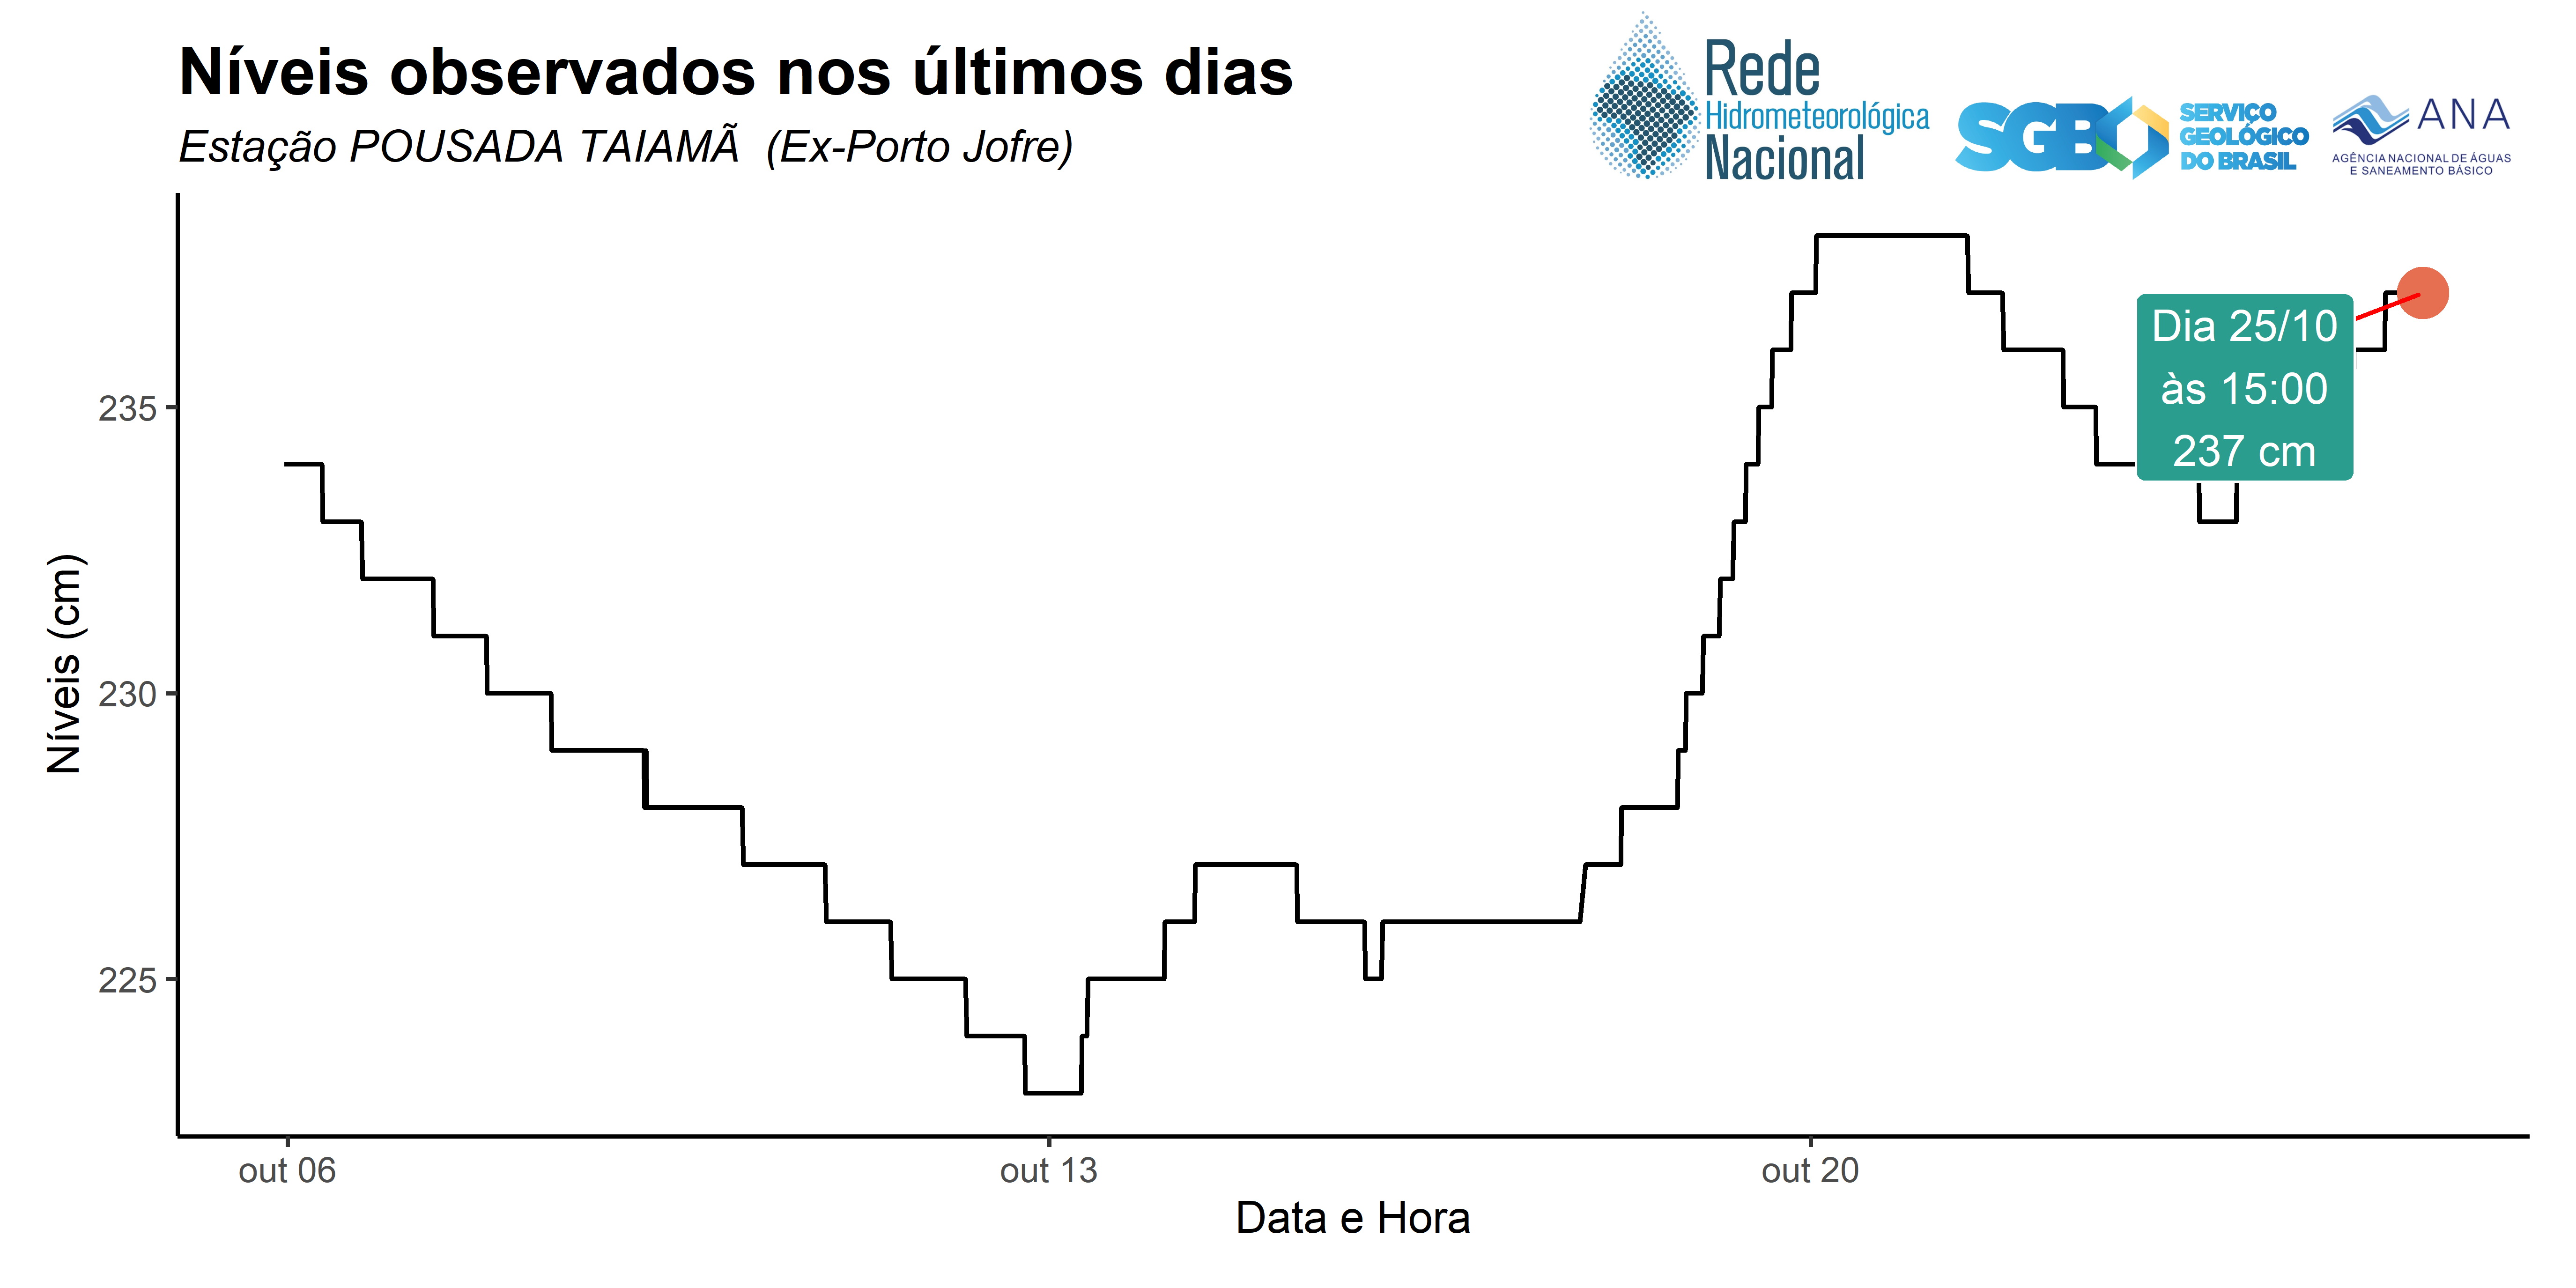 Níveis observados nos últimos dias
Estação POUSADA TAIAMÃ  (Ex-Porto Jofre)
Rede
Hidrometeorológica
Nacional
SGB
SERVIÇO
GEOLÓGICO
DO BRASIL
ANA
AGÊNCIA NACIONAL DE ÁGUAS
E SANEAMENTO BÁSICO
Níveis (cm)
235
230
225
Dia 25/10
às 15:00
237 cm
out 06
out 13
out 20
Data e Hora